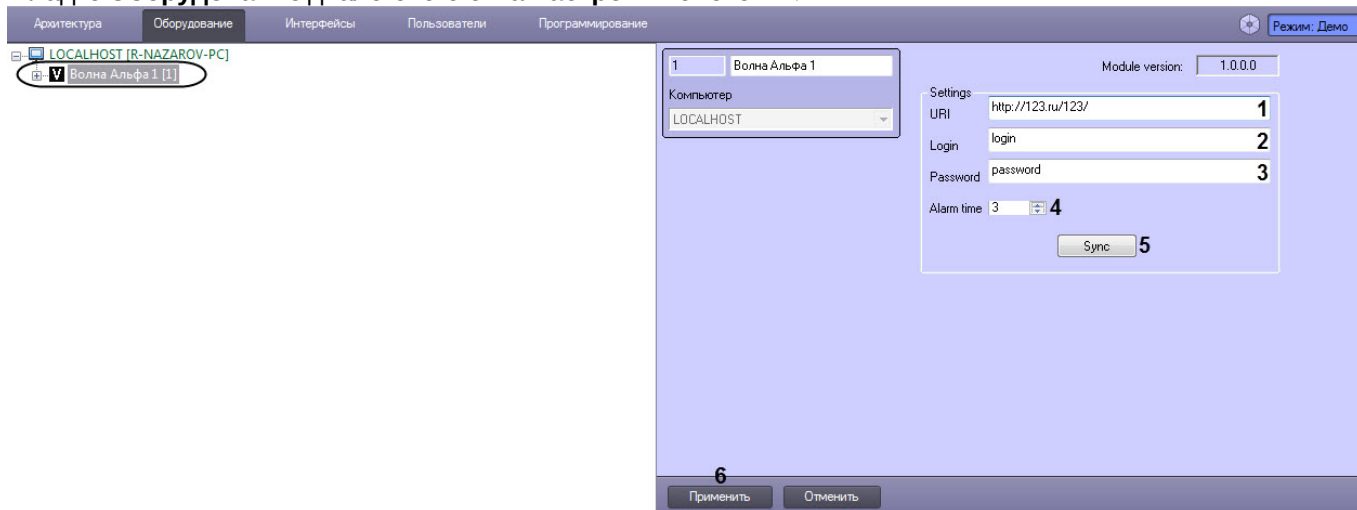 Архитектура Оборудование Интерфейсы Пользователи Программирование Режим: Демо
LOCALHOST [R-NAZAROV-PC]
V Волна Альфа 1 [1]
1 Волна Альфа 1
Компьютер
LOCALHOST
Module version: 1.0.0.0
Settings
URI http://123.ru/123/ 1
Login login 2
Password password 3
Alarm time 3 4
Sync 5
6
Применить Отменить